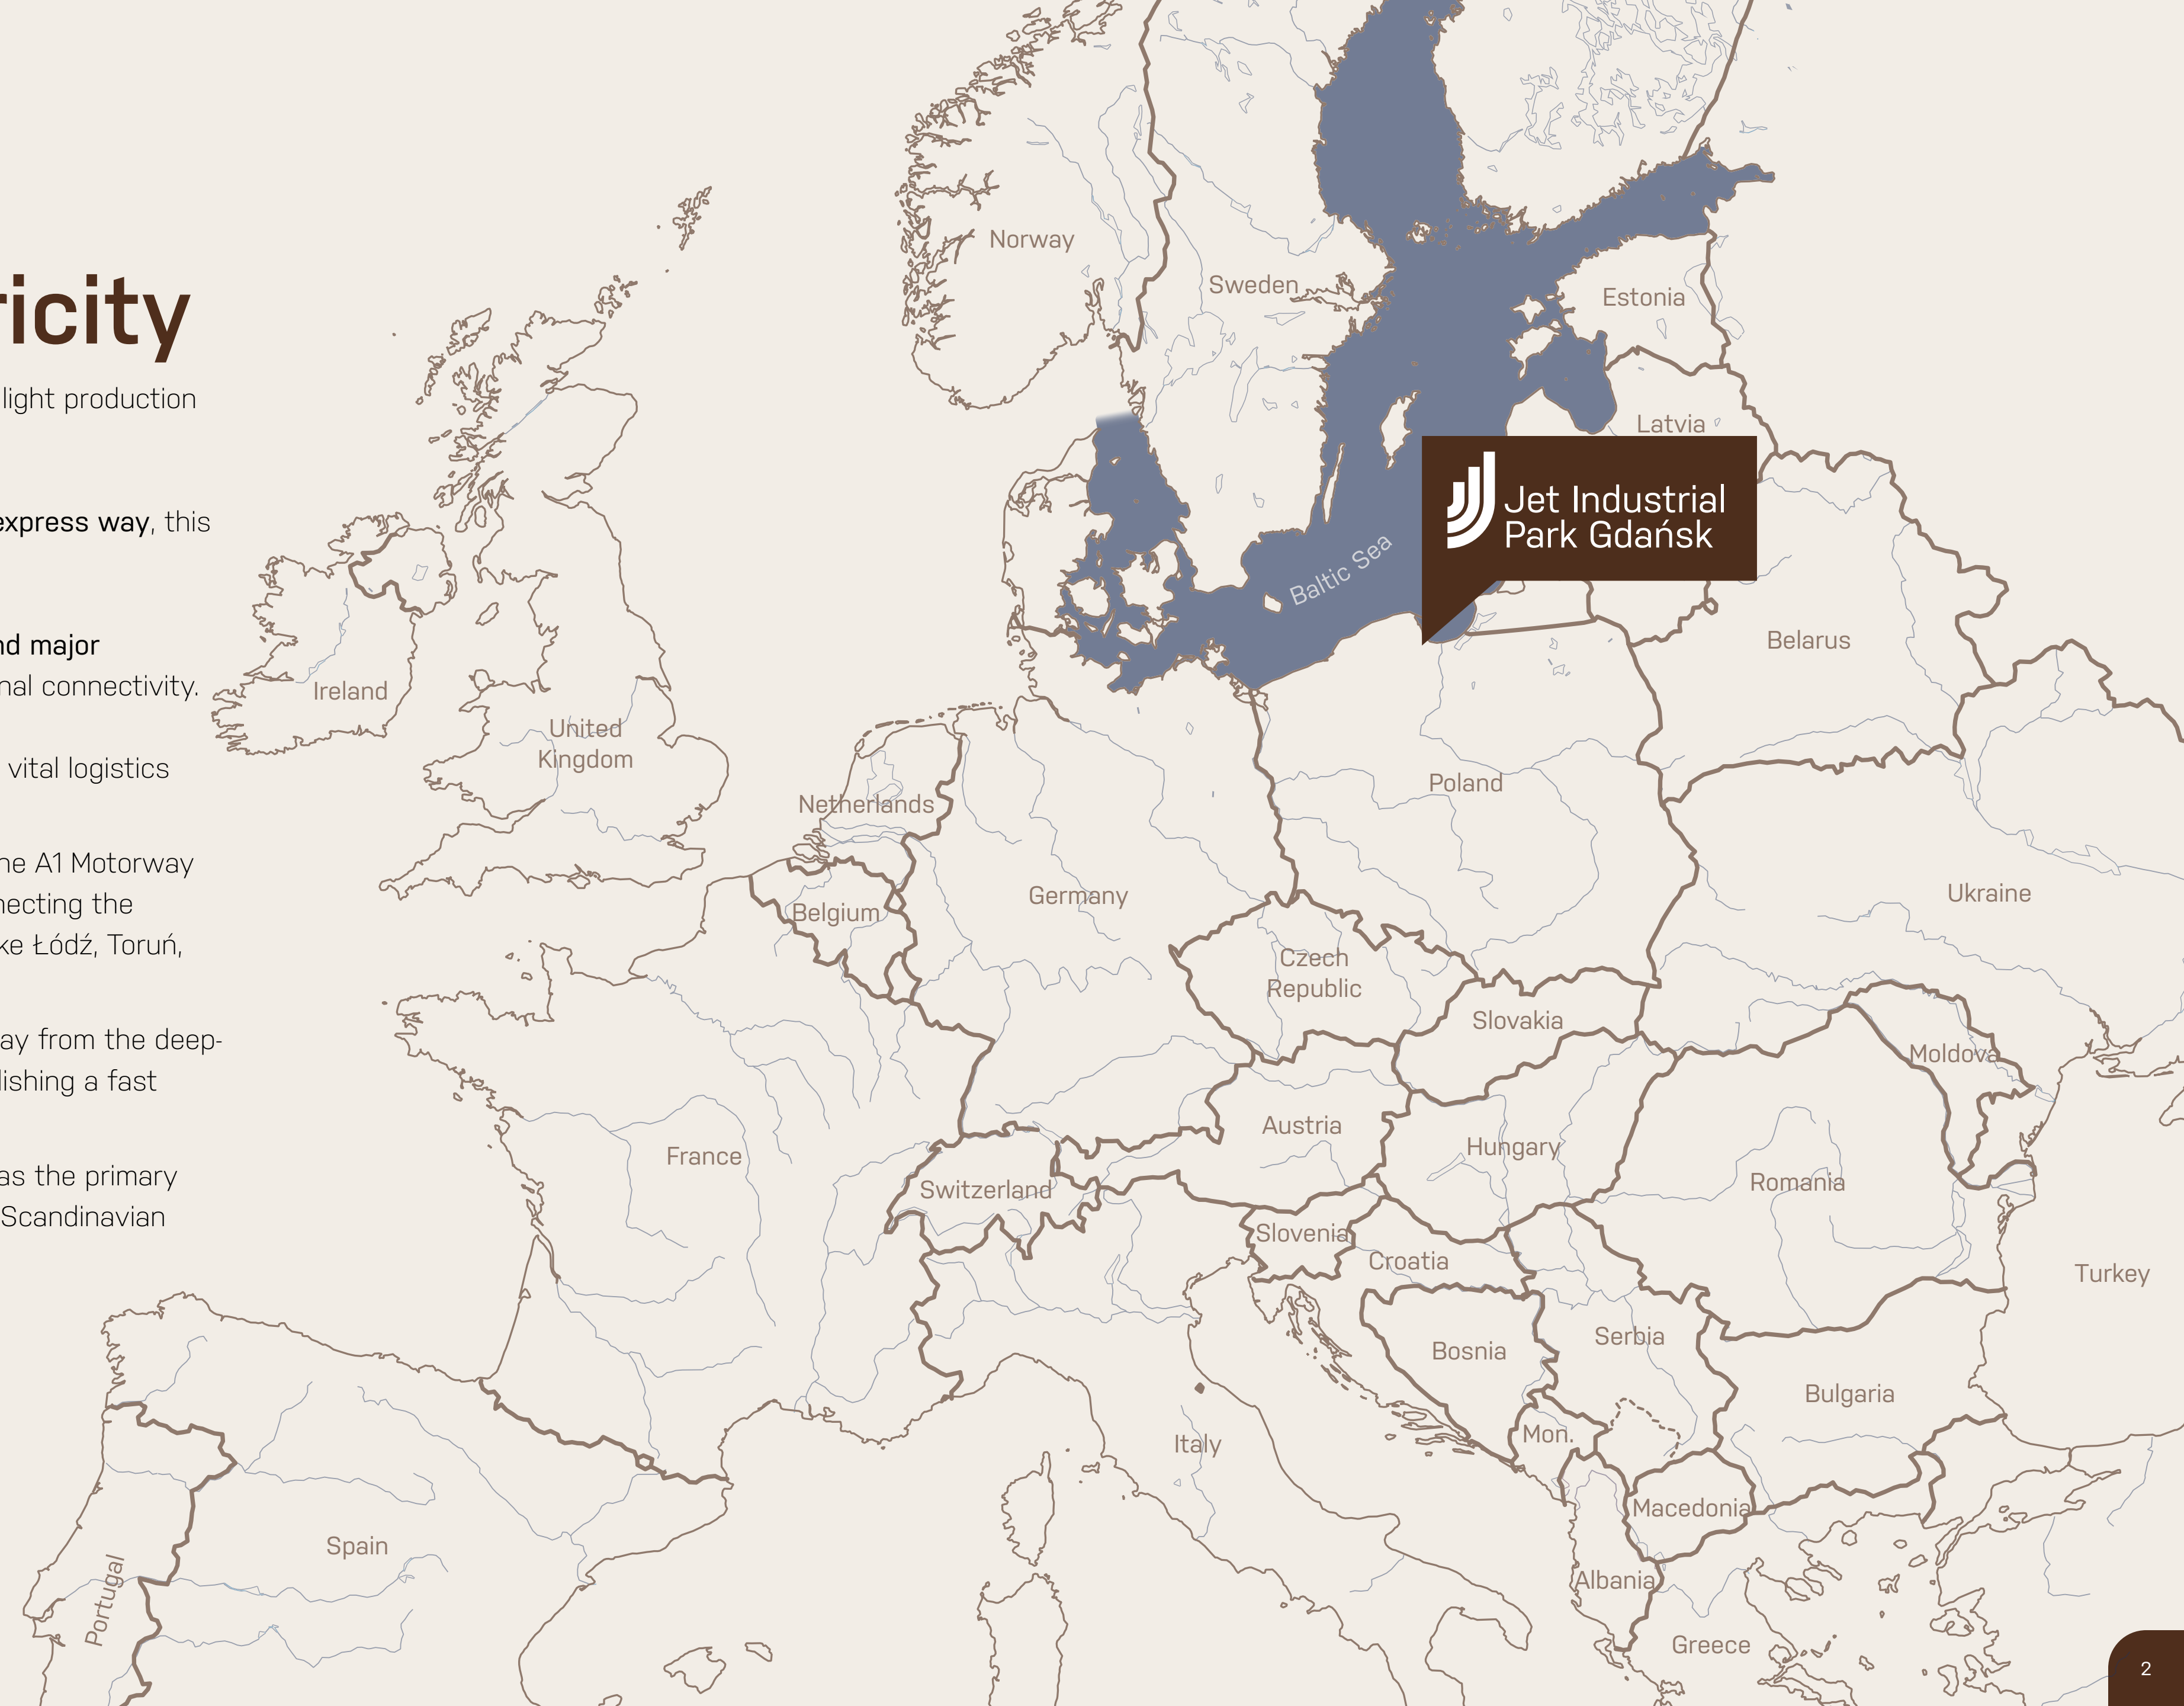 ricity
light production
express way, this
nd major
nal connectivity.
vital logistics
ne A1 Motorway
necting the
ke Łódź, Toruń,
ay from the deep-
lishing a fast
as the primary
Scandinavian
Norway
Sweden
Estonia
Latvia
Jet Industrial
Park Gdańsk
Baltic Sea
Belarus
Ireland
United
Kingdom
Netherlands
Poland
Germany
Belgium
Ukraine
Czech
Republic
Slovakia
Moldova
Austria
Hungary
France
Switzerland
Romania
Slovenia
Croatia
Turkey
Serbia
Bosnia
Bulgaria
Mon.
Italy
Macedonia
Spain
Portugal
Albania
Greece
2